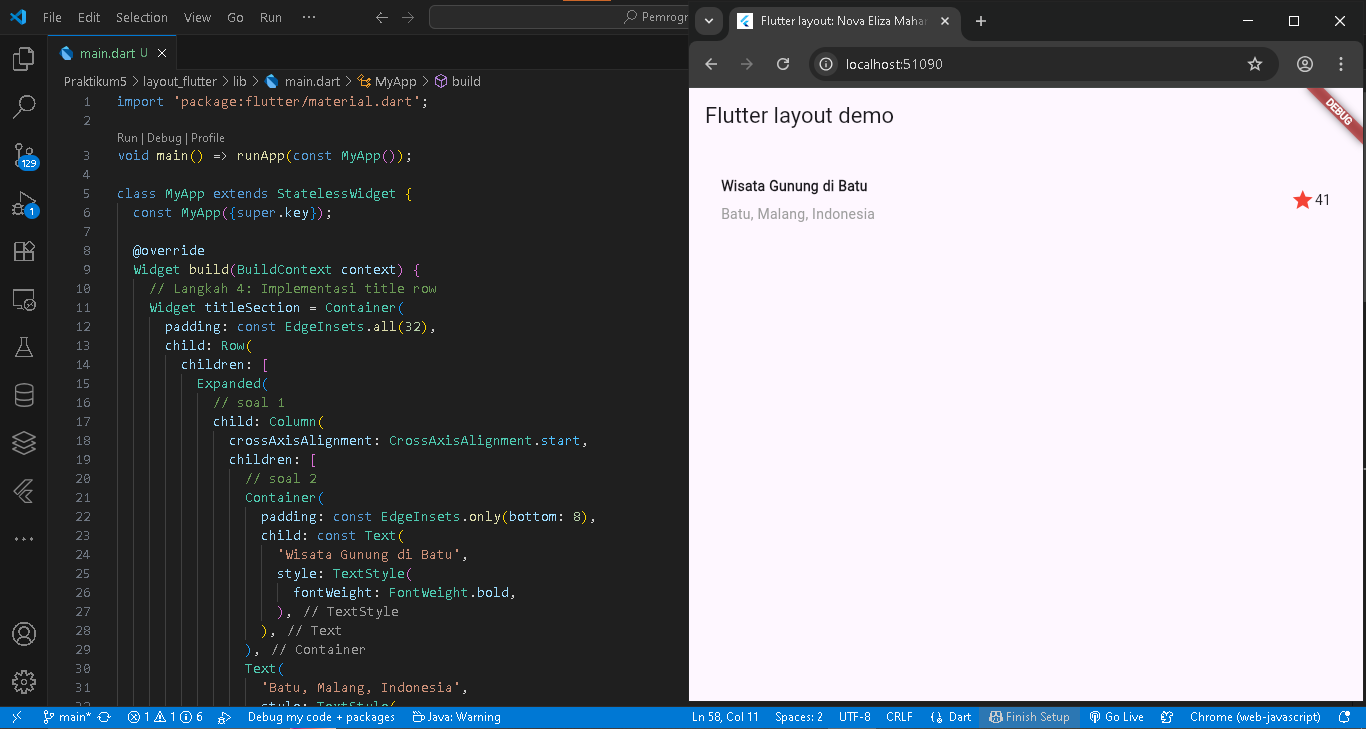 File Edit Selection View Go Run ···
Pemrogr
main.dart U
Praktikum5 > layout_flutter > lib > main.dart > MyApp > build
1 import 'package:flutter/material.dart';
2
Run | Debug | Profile
3 void main() => runApp(const MyApp());
4
5 class MyApp extends StatelessWidget {
6 const MyApp({super.key});
7
8 @override
9 Widget build(BuildContext context) {
10 // Langkah 4: Implementasi title row
11 Widget titleSection = Container(
12 padding: const EdgeInsets.all(32),
13 child: Row(
14 children: [
15 Expanded(
16 // soal 1
17 child: Column(
18 crossAxisAlignment: CrossAxisAlignment.start,
19 children: [
20 // soal 2
21 Container(
22 padding: const EdgeInsets.only(bottom: 8),
23 child: const Text(
24 'Wisata Gunung di Batu',
25 style: TextStyle(
26 fontWeight: FontWeight.bold,
27 ), // TextStyle
28 ), // Text
29 ), // Container
30 Text(
31 'Batu, Malang, Indonesia',
32 style: TextStyle(
129
1
Flutter layout: Nova Eliza Mahar
localhost:51090
Flutter layout demo
DEBUG
Wisata Gunung di Batu
Batu, Malang, Indonesia
41
main* 1 1 6 Debug my code + packages Java: Warning Ln 58, Col 11 Spaces: 2 UTF-8 CRLF Dart Finish Setup Go Live Chrome (web-javascript)